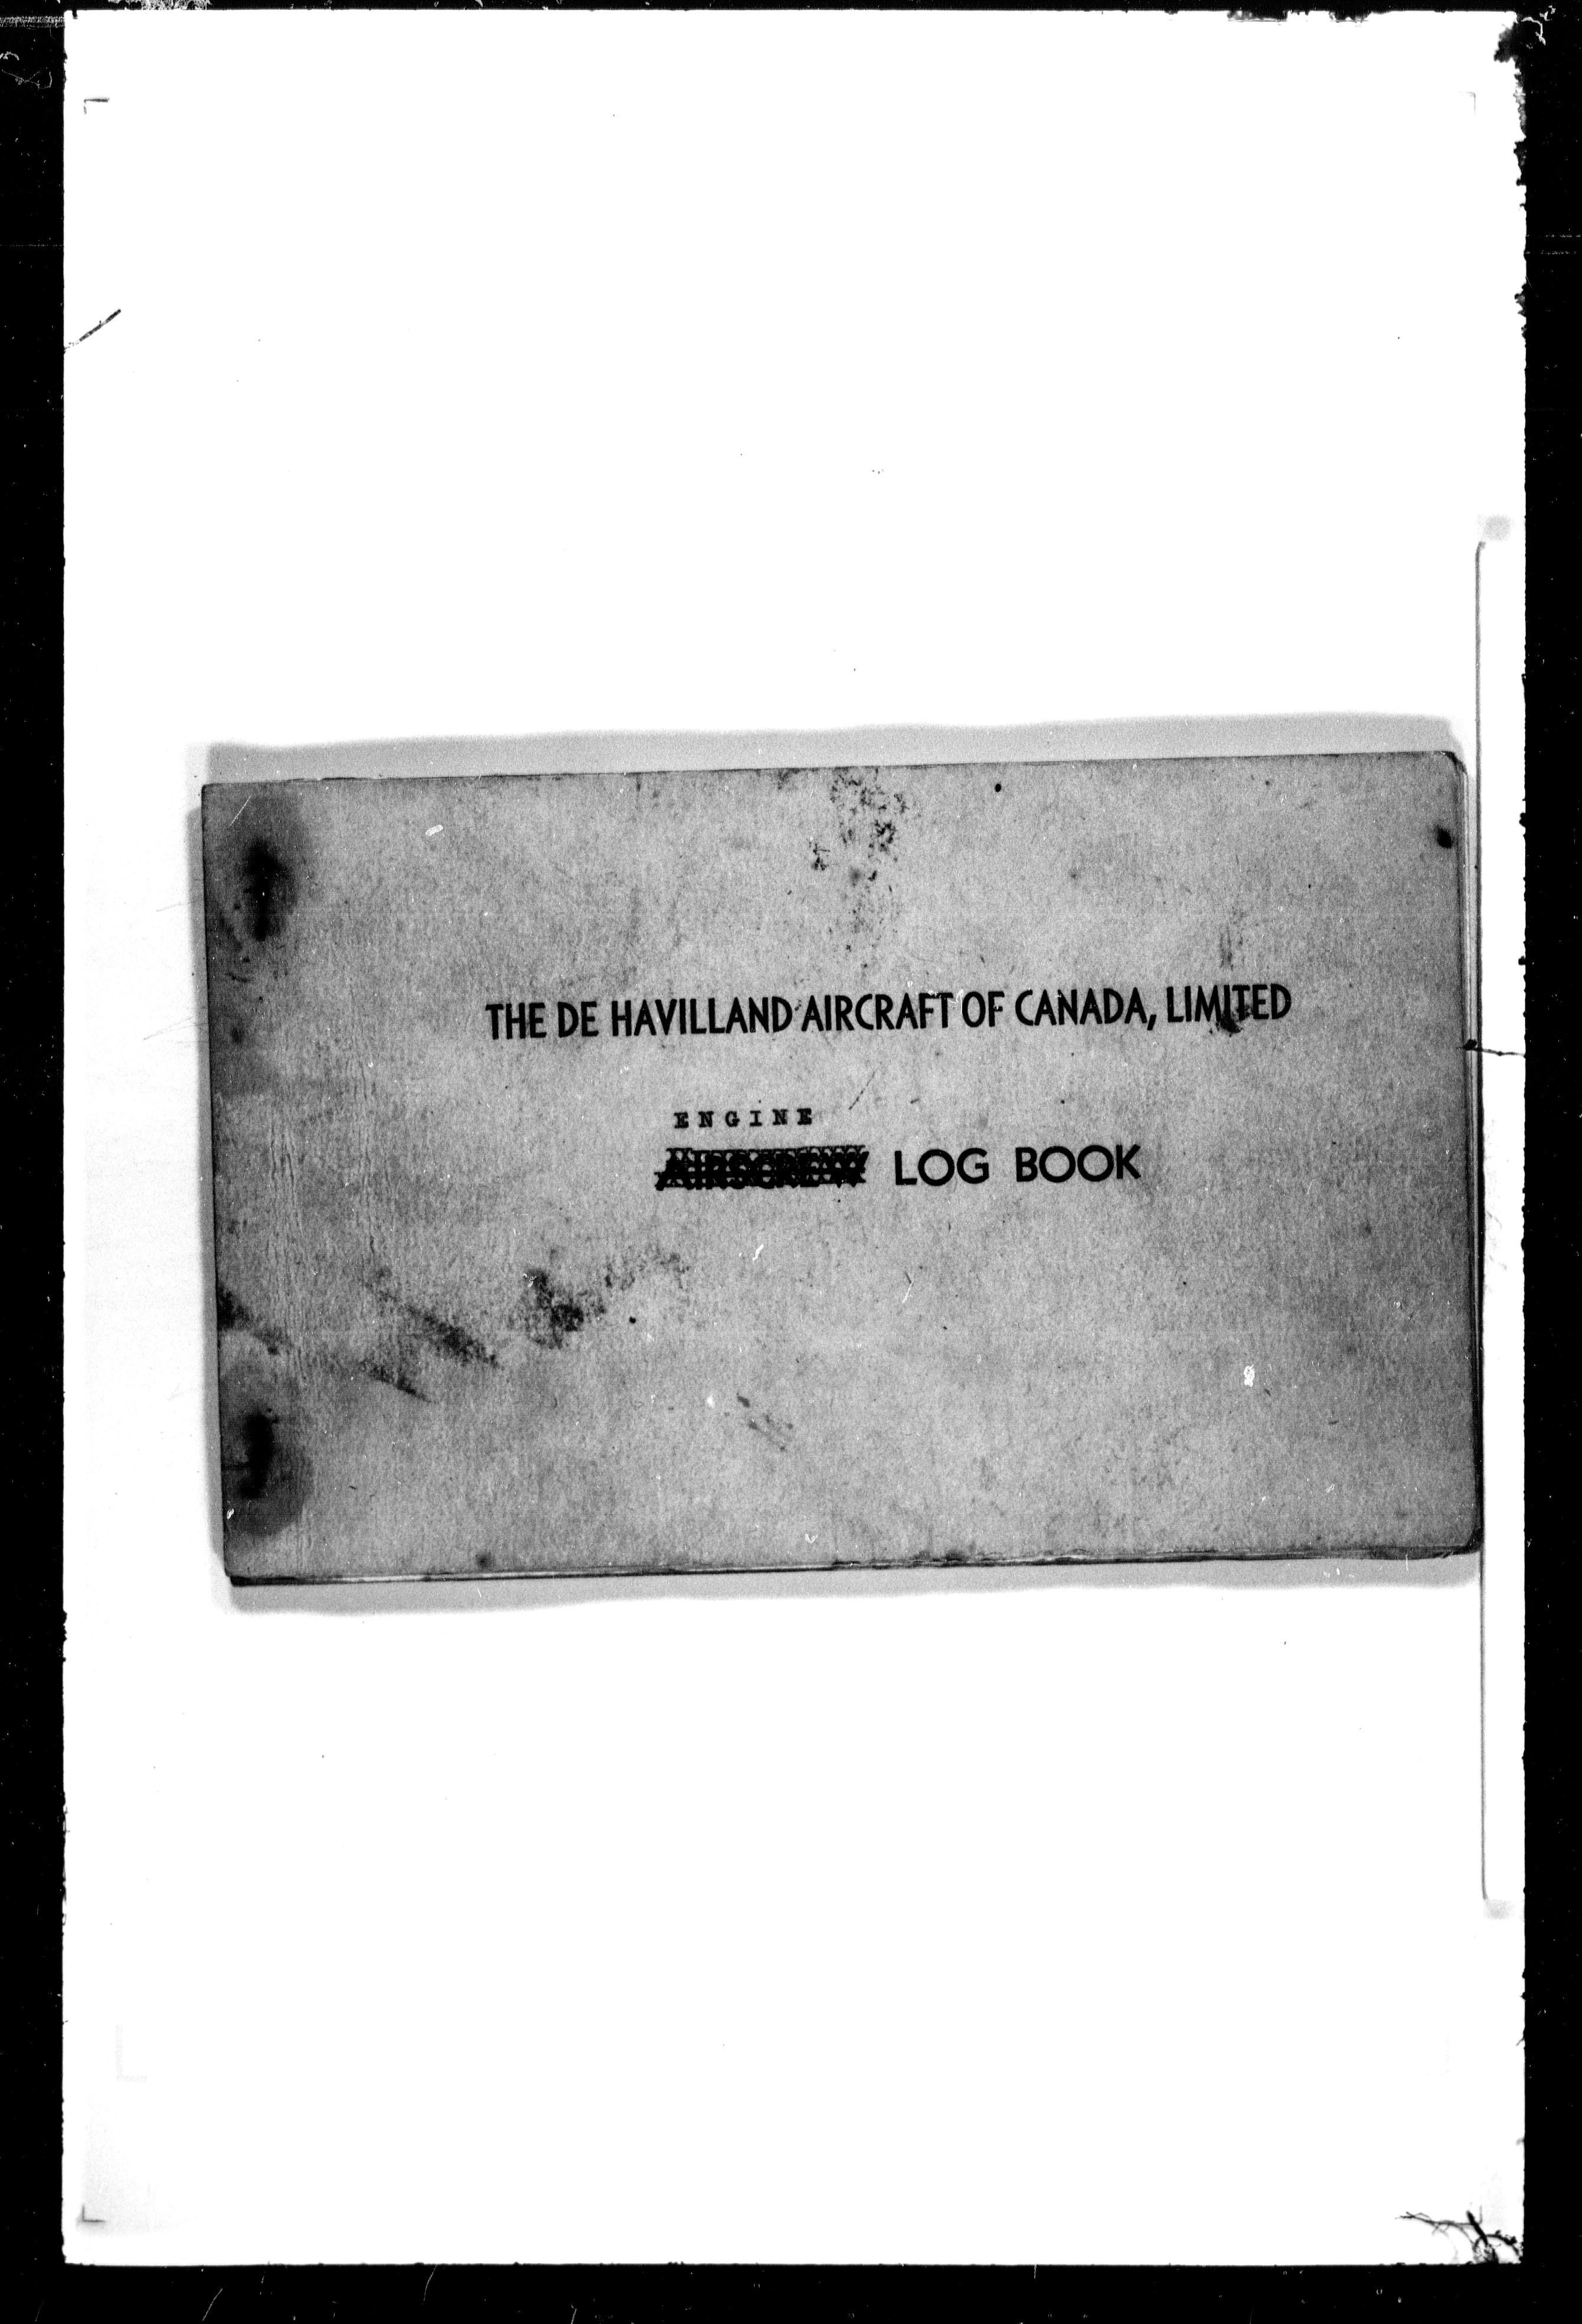 THE DE HAVILLAND AIRCRAFT OF CANADA, LIMITED
ENGINE
AIRSCREW LOG BOOK